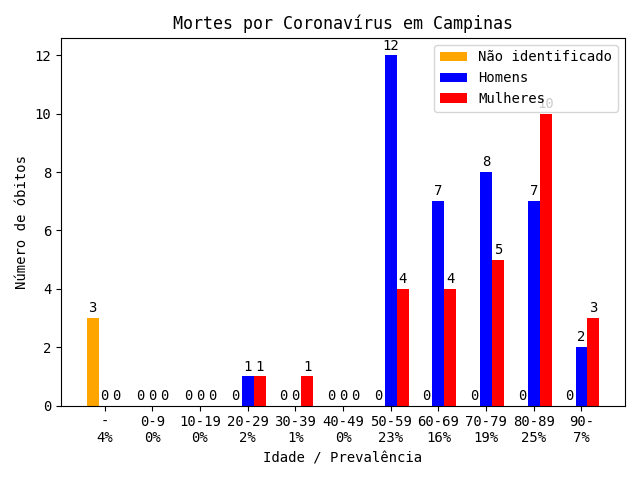 Mortes por Coronavírus em Campinas
Número de óbitos
12
10
8
6
4
2
0
Não identificado
Homens
Mulheres
3 0 0
0 0 0
0 0 0
0 1 1
0 0 1
0 0 0
0 12 4
0 7 4
0 8 5
0 7 10
0 2 3
- 0-9 10-19 20-29 30-39 40-49 50-59 60-69 70-79 80-89 90-
4% 0% 0% 2% 1% 0% 23% 16% 19% 25% 7%
Idade / Prevalência